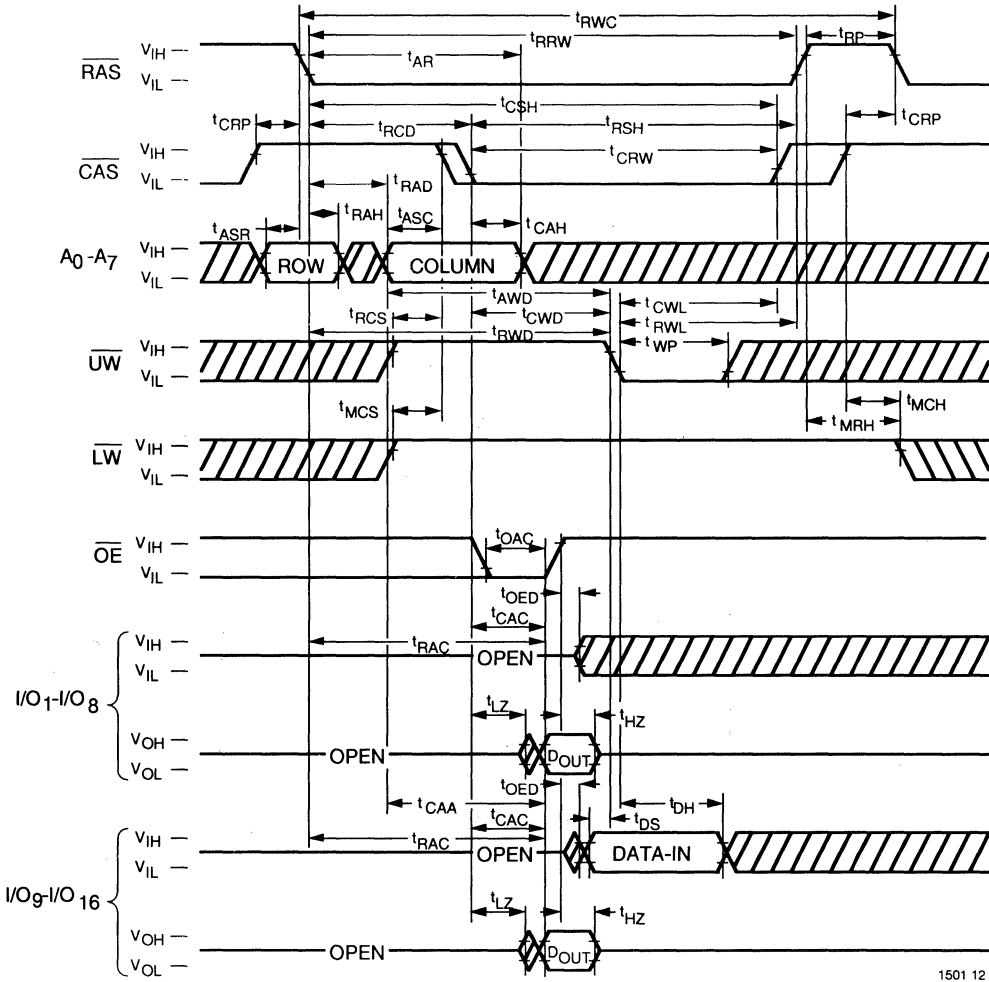 tRWC
tRRW
tRP
tAR
RAS
VIH
VIL
tCSH
tCRP
tRCD
tRSH
tCRP
CAS
VIH
VIL
tCRW
tRAD
tRAH
tASC
tCAH
tASR
A0-A7
VIH
VIL
ROW
COLUMN
tAWD
tCWL
tRCS
tCWD
tRWL
tRWD
tWP
UW
VIH
VIL
tMCS
tMCH
tMRH
LW
VIH
VIL
OE
VIH
VIL
tOAC
tOED
tCAC
tRAC
I/O1-I/O8
VIH
VIL
OPEN
tLZ
tHZ
VOH
VOL
OPEN
DOUT
tOED
tCAA
tDH
tCAC
tDS
tRAC
I/O9-I/O16
VIH
VIL
OPEN
DATA-IN
tLZ
tHZ
VOH
VOL
OPEN
DOUT
1501 12